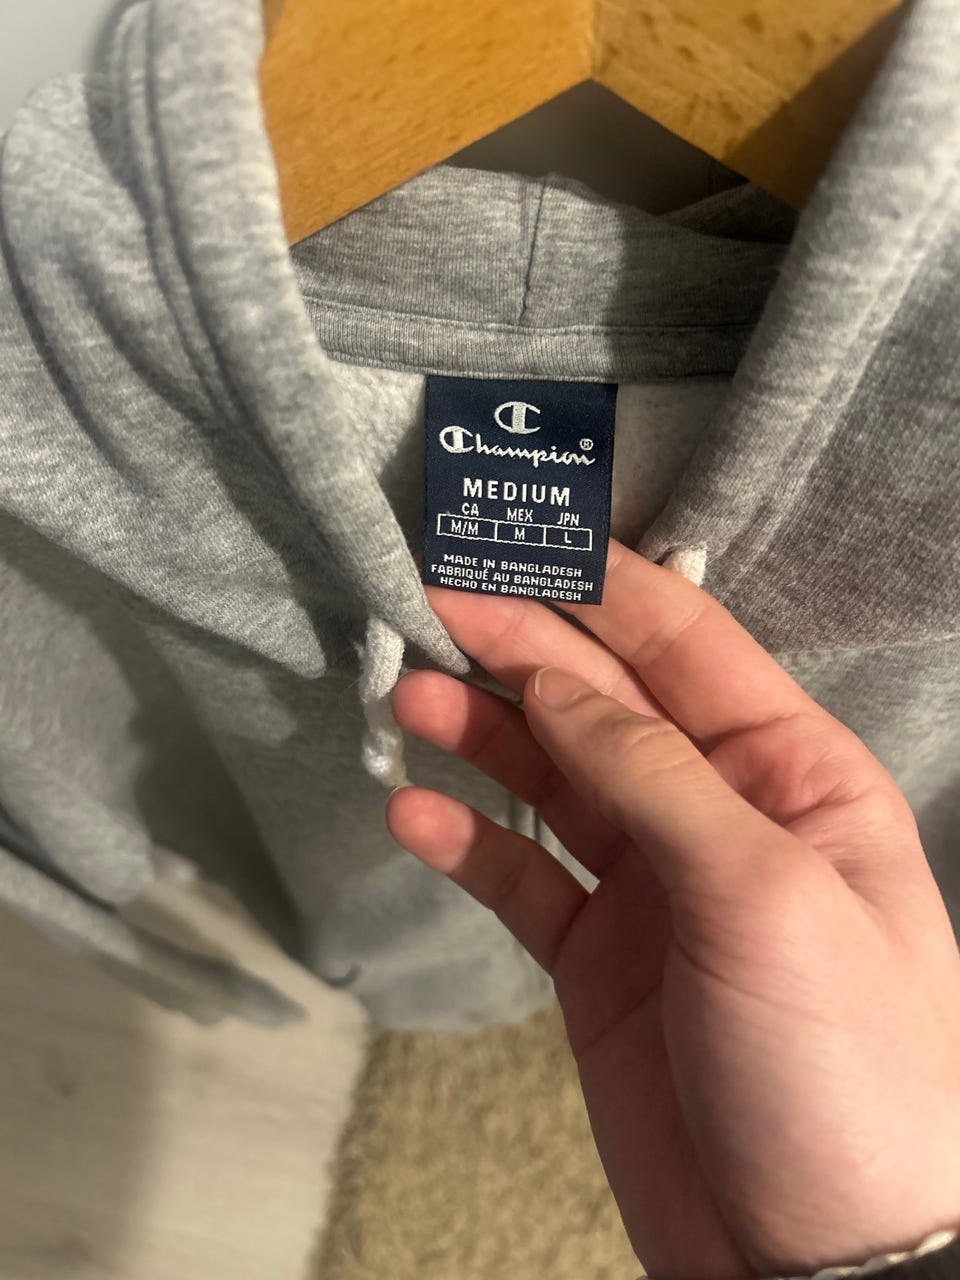 Champion®
MEDIUM
CA MEX JPN
M/M M L
MADE IN BANGLADESH
FABRIQUÉ AU BANGLADESH
HECHO EN BANGLADESH